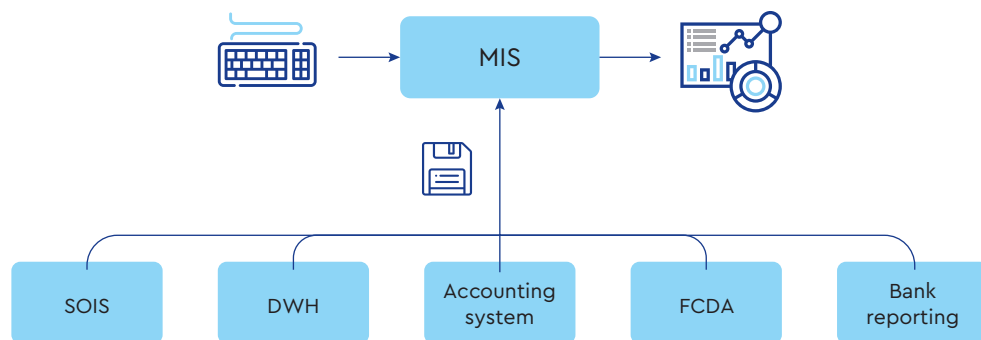 MIS
SOIS
DWH
Accounting
system
FCDA
Bank
reporting